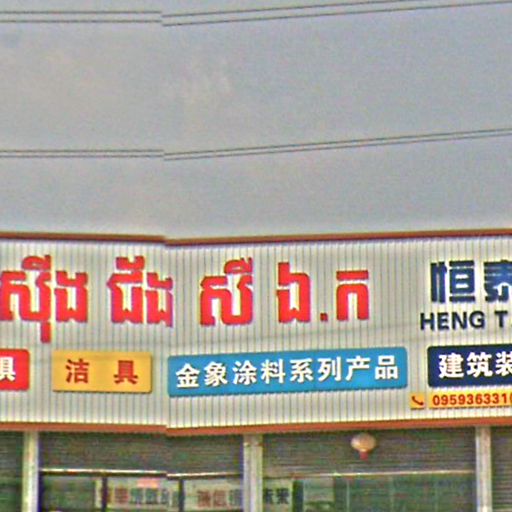 ស៊ីង ជីង ស៊ី ឯ.ក
恒泰
HENG T
具
洁 具
金象涂料系列产品
建筑装
095936331